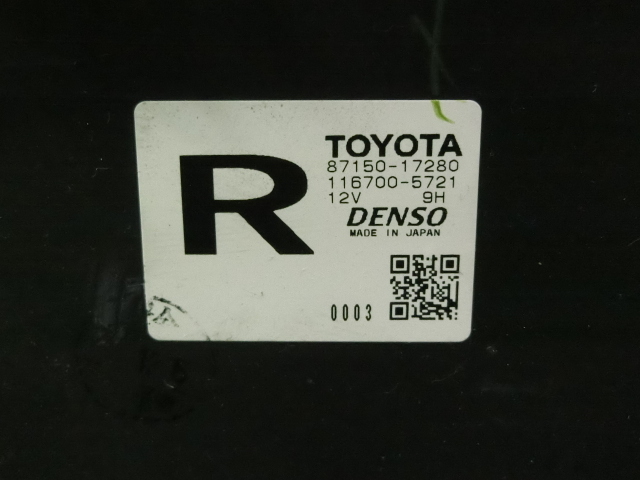 R
TOYOTA
87150-17280
116700-5721
12V 9H
DENSO
MADE IN JAPAN
0003